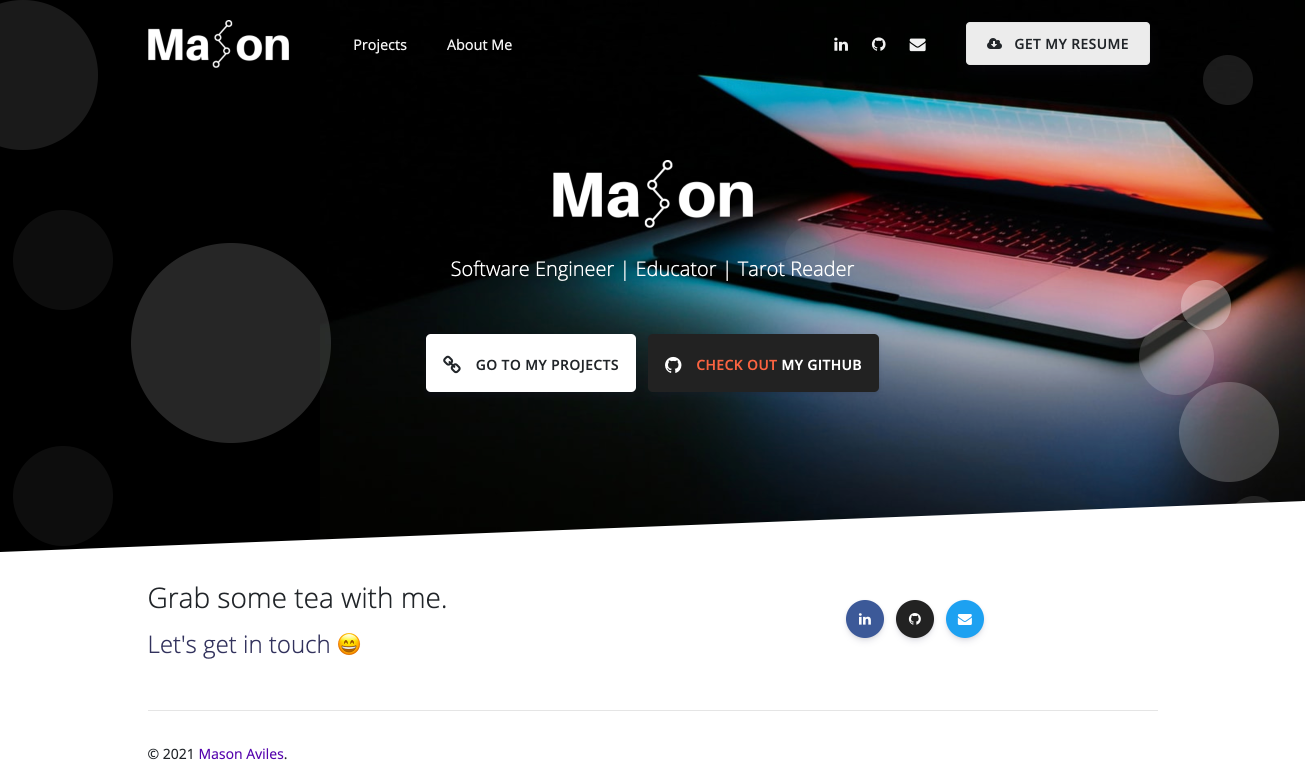 Mason
Projects
About Me
GET MY RESUME
Mason
Software Engineer | Educator | Tarot Reader
GO TO MY PROJECTS
CHECK OUT MY GITHUB
Grab some tea with me.
Let's get in touch 😄
in
© 2021 Mason Aviles.